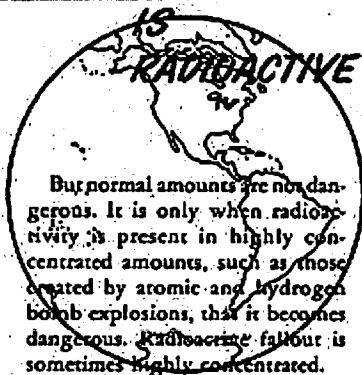 IS
RADIOACTIVE
But normal amounts are not dan-
gerous. It is only when radioac-
tivity is present in highly con-
centrated amounts, such as those
created by atomic and hydrogen
bomb explosions, that it becomes
dangerous. Radioactive fallout is
sometimes highly concentrated.